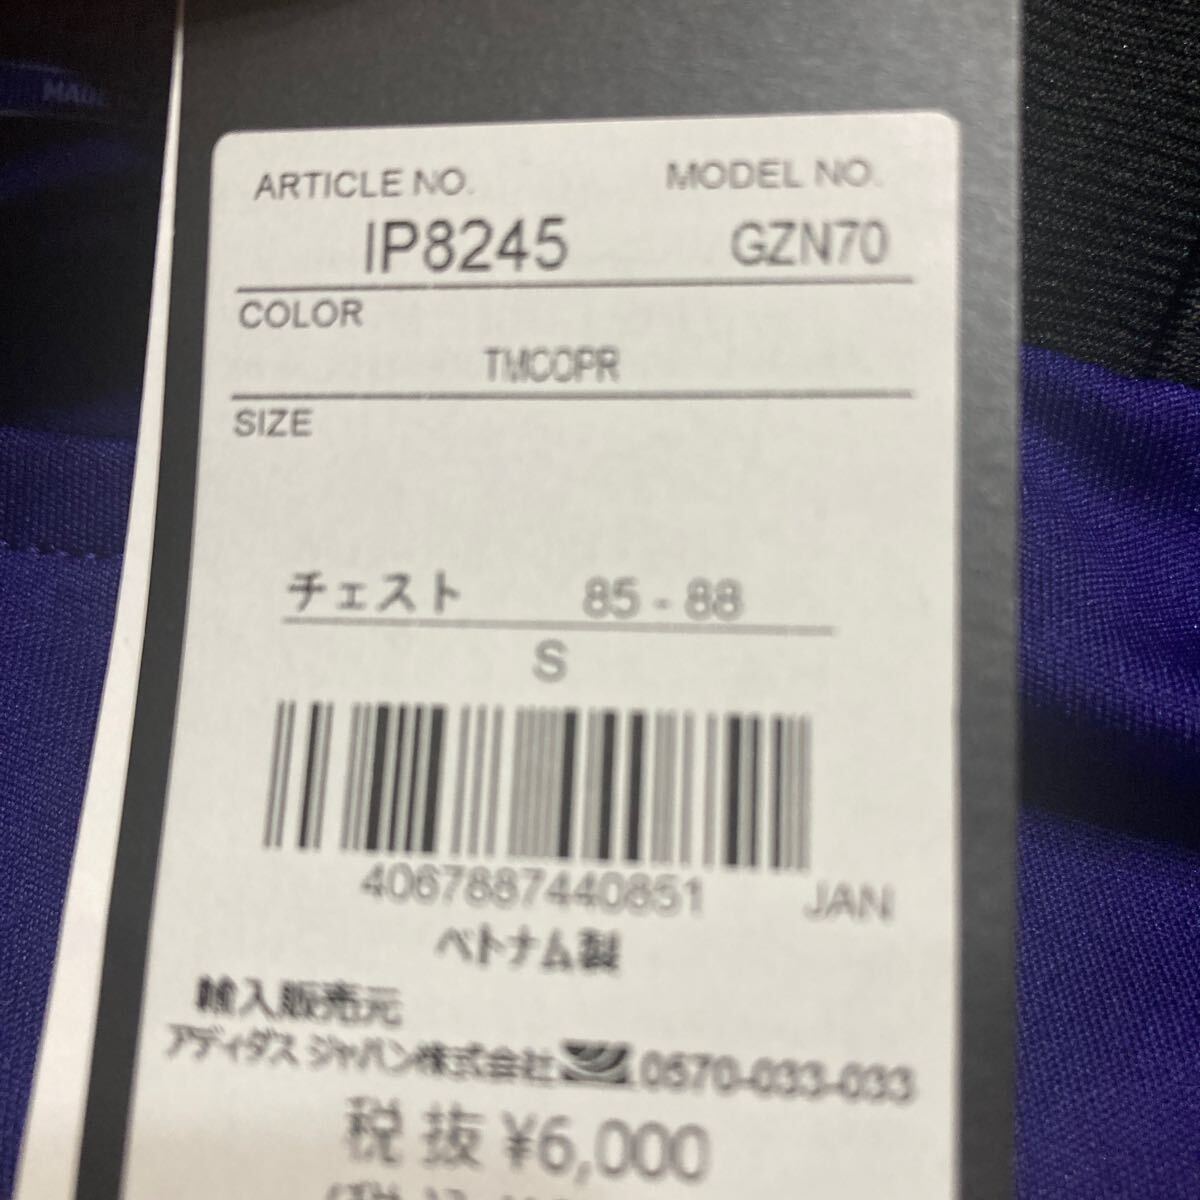 ARTICLE NO. MODEL NO.
IP8245 GZN70
COLOR
TMCOPR
SIZE
チェスト 85 - 88
S
4067887440851 JAN
ベトナム製
輸入販売元
アディダス ジャパン株式会社 0570-033-033
税 抜 ¥6,000